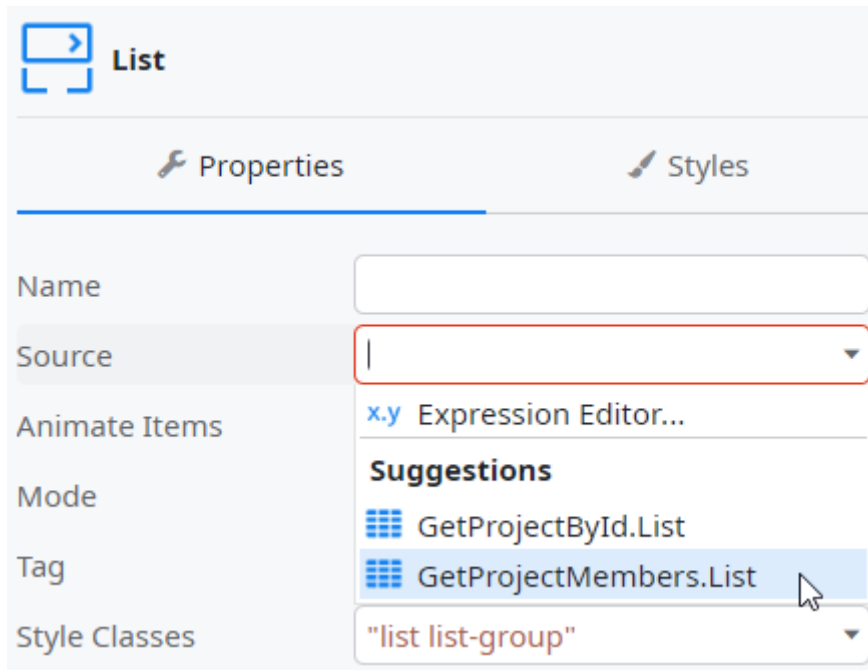 List
Properties Styles
Name
Source
x.y Expression Editor...
Animate Items
Suggestions
Mode
GetProjectById.List
Tag
GetProjectMembers.List
Style Classes "list list-group"